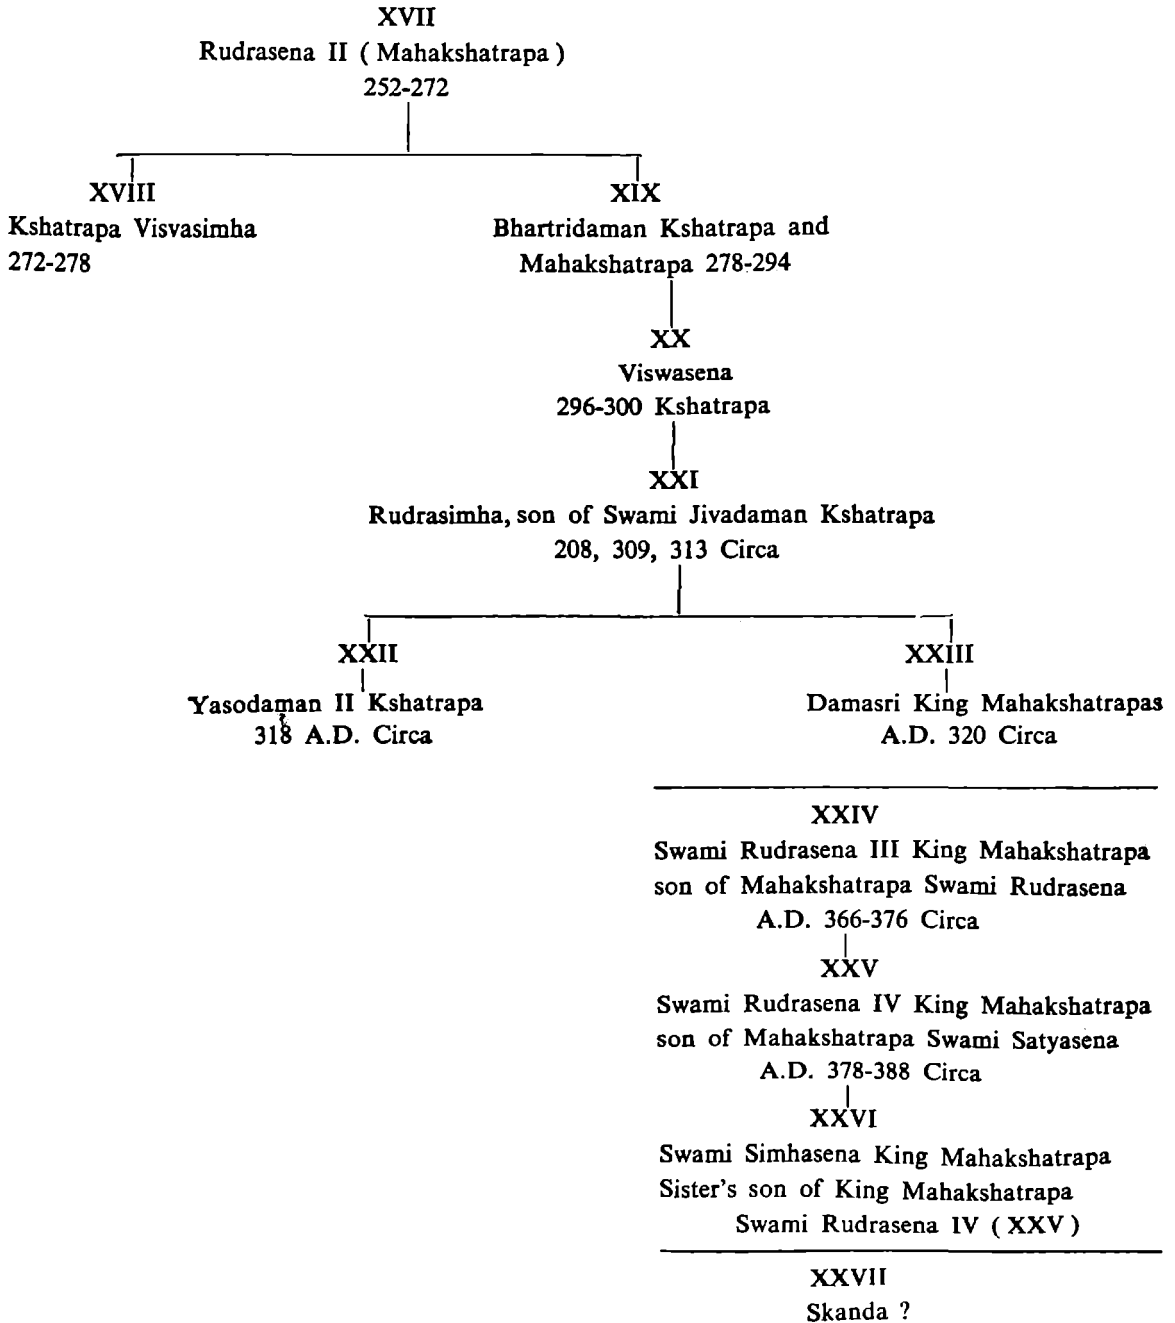 XVII
Rudrasena II ( Mahakshatrapa )
252-272
XVIII
Kshatrapa Visvasimha
272-278
XIX
Bhartridaman Kshatrapa and
Mahakshatrapa 278-294
XX
Viswasena
296-300 Kshatrapa
XXI
Rudrasimha, son of Swami Jivadaman Kshatrapa
208, 309, 313 Circa
XXII
Yasodaman II Kshatrapa
318 A.D. Circa
XXIII
Damasri King Mahakshatrapas
A.D. 320 Circa
XXIV
Swami Rudrasena III King Mahakshatrapa
son of Mahakshatrapa Swami Rudrasena
A.D. 366-376 Circa
XXV
Swami Rudrasena IV King Mahakshatrapa
son of Mahakshatrapa Swami Satyasena
A.D. 378-388 Circa
XXVI
Swami Simhasena King Mahakshatrapa
Sister's son of King Mahakshatrapa
Swami Rudrasena IV ( XXV )
XXVII
Skanda ?